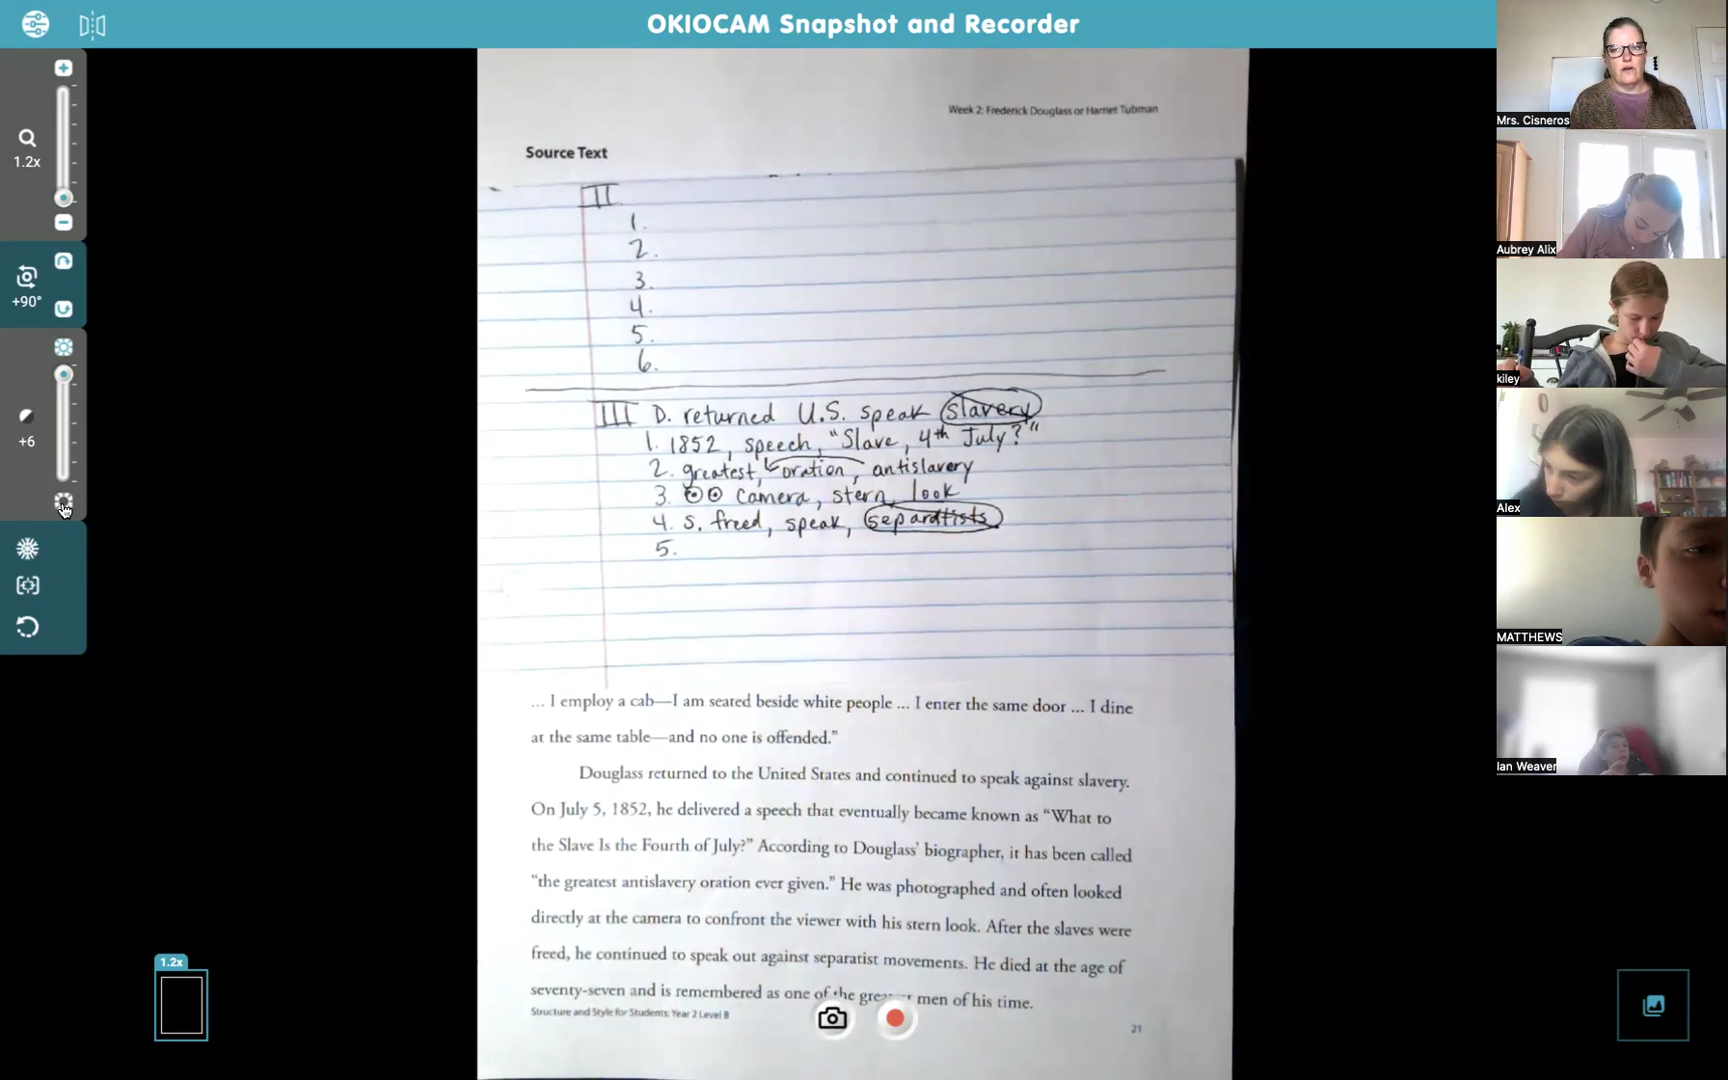 OKIOCAM Snapshot and Recorder
1.2x
+90°
+6
1.2x
Week 2: Frederick Douglass or Harriet Tubman
Source Text
II
1.
2.
3.
4.
5.
6.
III D. returned U.S. speak slavery
1. 1852, speech, "Slave, 4th July?"
2. greatest, oration, antislavery
3. camera, stern look
4. S. freed, speak, separatists
5.
... I employ a cab—I am seated beside white people ... I enter the same door ... I dine
at the same table—and no one is offended.”
Douglass returned to the United States and continued to speak against slavery.
On July 5, 1852, he delivered a speech that eventually became known as “What to
the Slave Is the Fourth of July?” According to Douglass’ biographer, it has been called
“the greatest antislavery oration ever given.” He was photographed and often looked
directly at the camera to confront the viewer with his stern look. After the slaves were
freed, he continued to speak out against separatist movements. He died at the age of
seventy-seven and is remembered as one of the men of his time.
Structure and Style for Students: Year 2 Level B
21
Mrs. Cisneros
Aubrey Alix
kiley
Alex
MATTHEWS
Ian Weaver